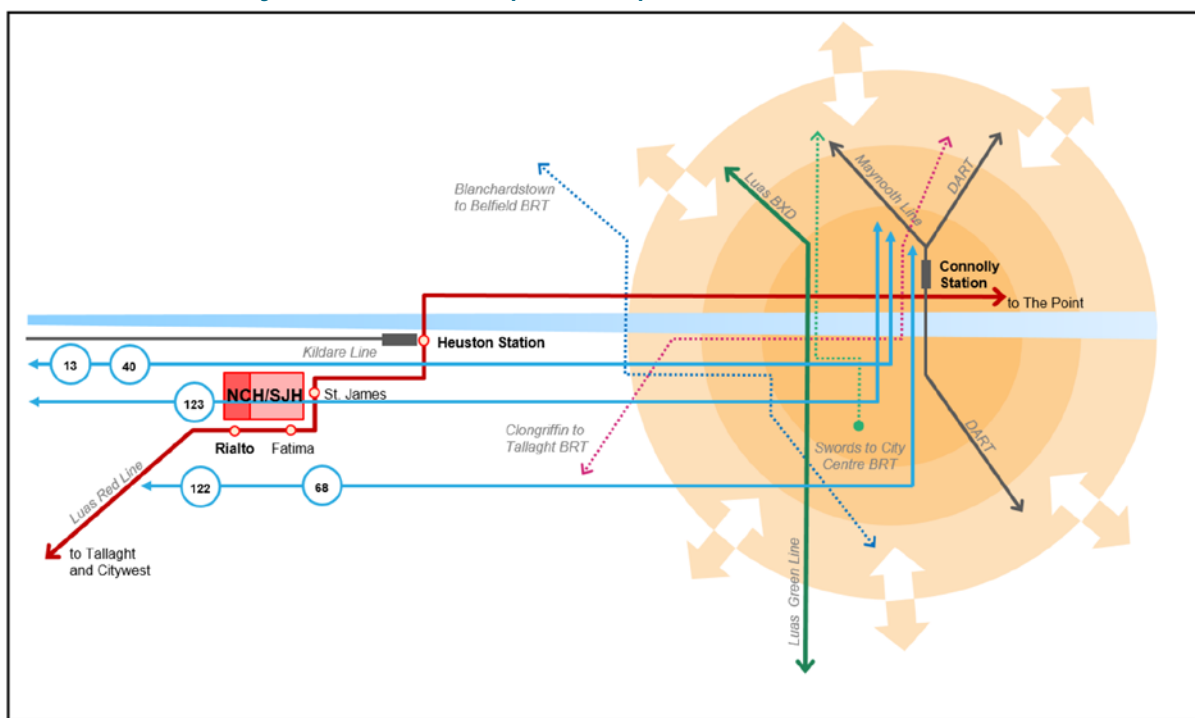 Blanchardstown
to Belfield BRT
Luas BXD
Maynooth Line
DART
Connolly
Station
to The Point
Heuston Station
Kildare Line
13
40
NCH/SJH
St. James
123
Rialto
Fatima
Clongriffin to
Tallaght BRT
Swords to City
Centre BRT
DART
Luas Red Line
122
68
to Tallaght
and Citywest
Luas Green Line